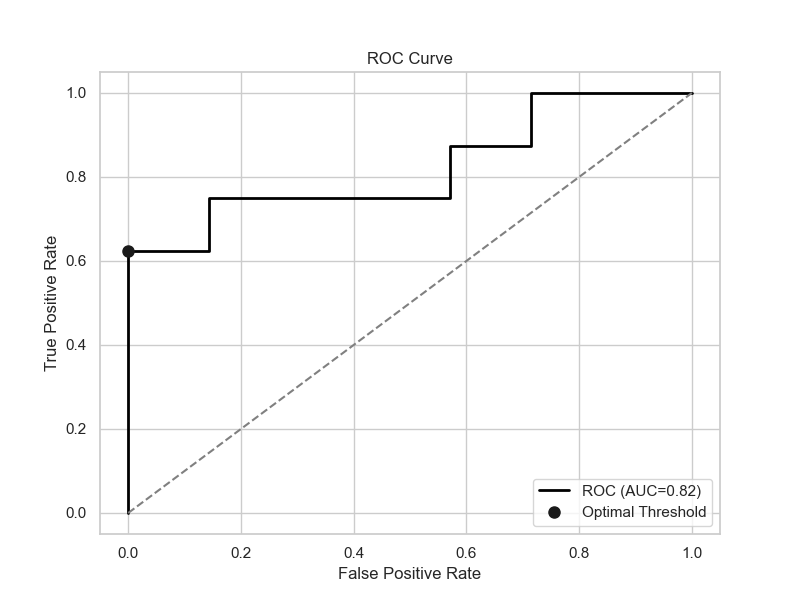 ROC Curve
True Positive Rate
1.0
0.8
0.6
0.4
0.2
0.0
ROC (AUC=0.82)
Optimal Threshold
0.0 0.2 0.4 0.6 0.8 1.0
False Positive Rate